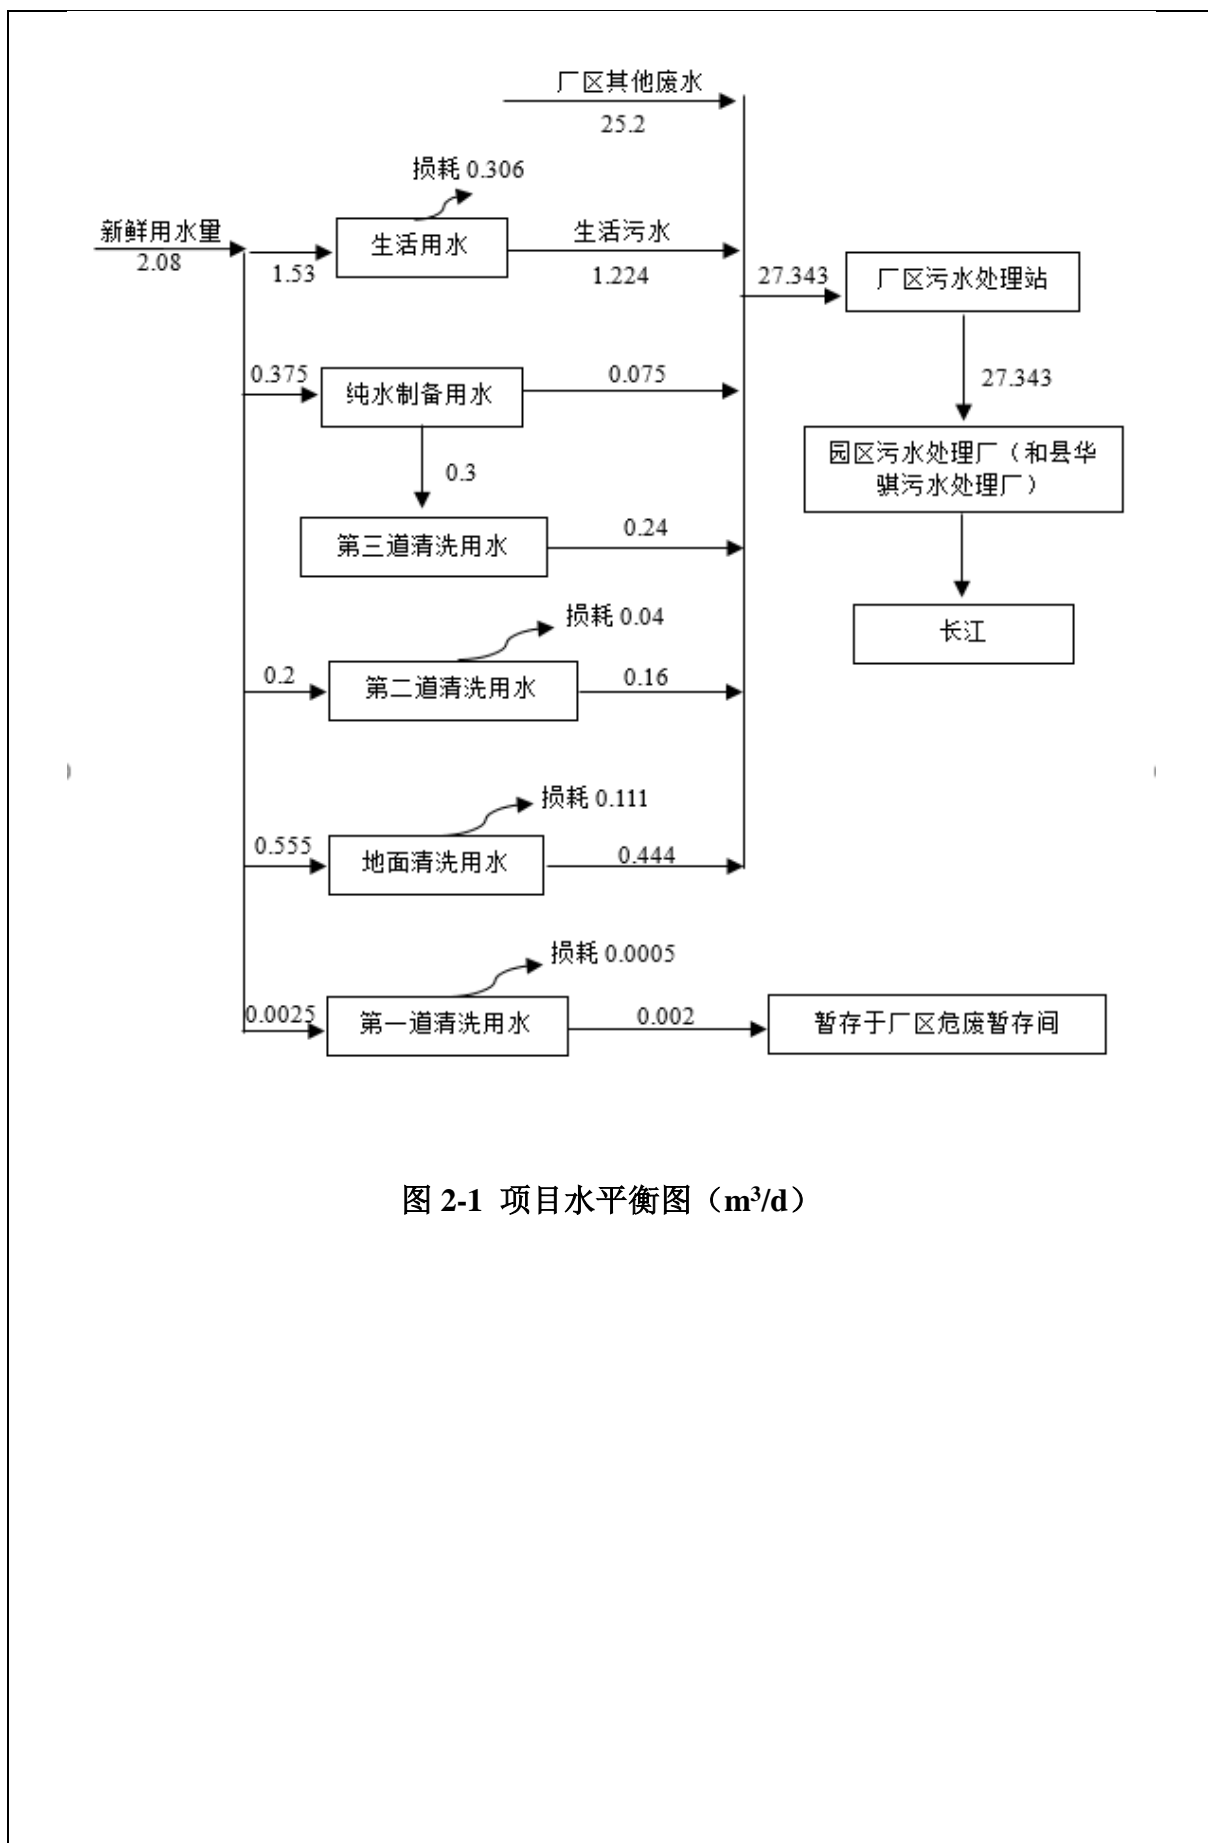 厂区其他废水
25.2
损耗 0.306
新鲜用水量
2.08
1.53
生活用水
生活污水
1.224
27.343
厂区污水处理站
27.343
0.375
纯水制备用水
0.075
0.3
园区污水处理厂（和县华
骐污水处理厂）
第三道清洗用水
0.24
长江
损耗 0.04
0.2
第二道清洗用水
0.16
损耗 0.111
0.555
地面清洗用水
0.444
损耗 0.0005
0.0025
第一道清洗用水
0.002
暂存于厂区危废暂存间
图 2-1 项目水平衡图（m³/d）